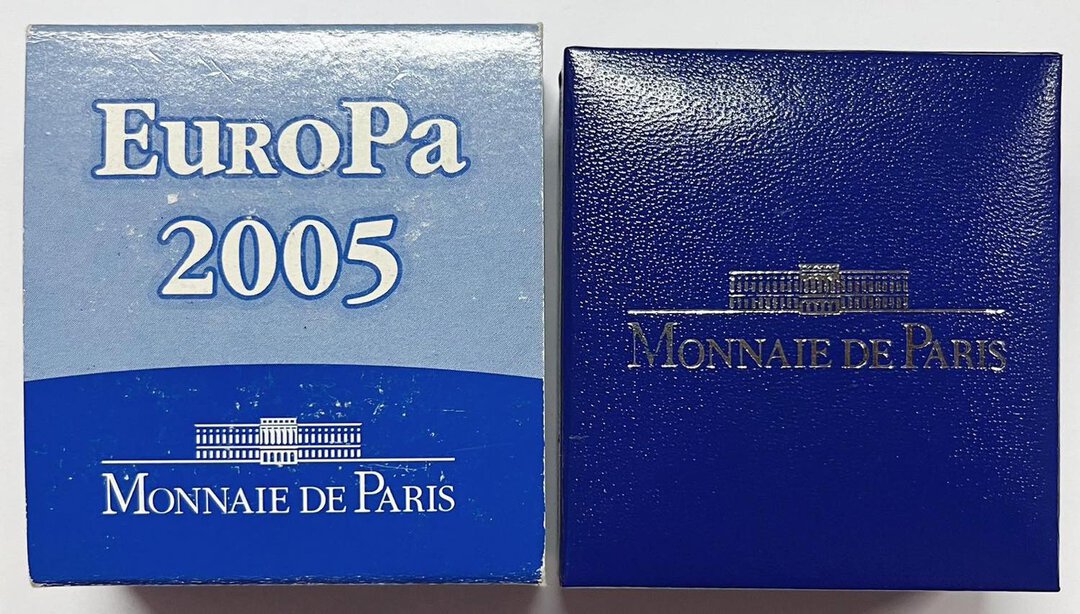 EuroPa
2005
MONNAIE DE PARIS
MONNAIE DE PARIS